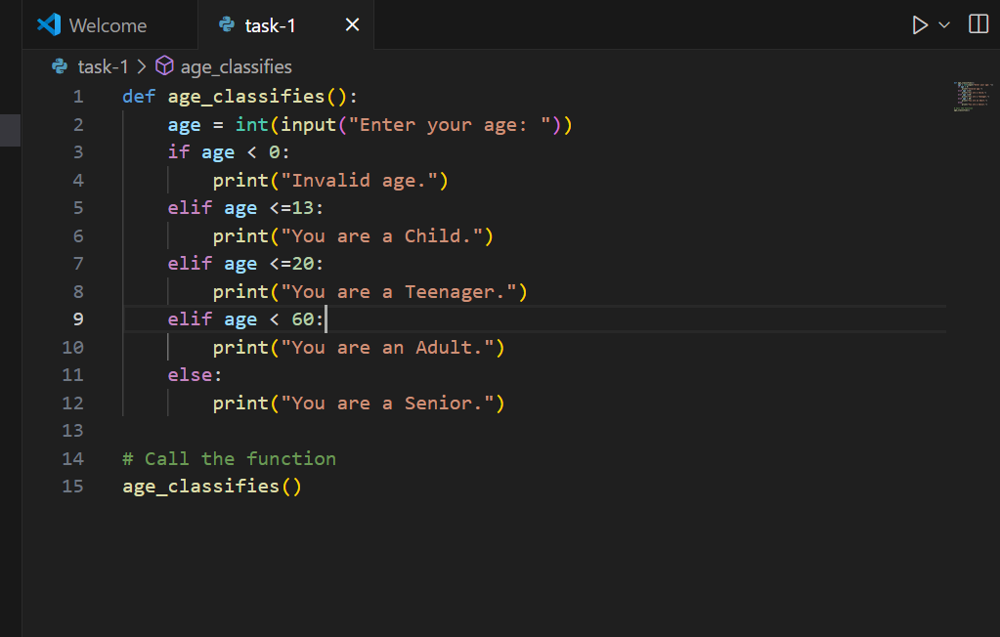 Welcome
task-1
task-1 > age_classifies
1 def age_classifies():
2     age = int(input("Enter your age: "))
3     if age < 0:
4         print("Invalid age.")
5     elif age <=13:
6         print("You are a Child.")
7     elif age <=20:
8         print("You are a Teenager.")
9     elif age < 60:
10         print("You are an Adult.")
11     else:
12         print("You are a Senior.")
13
14 # Call the function
15 age_classifies()